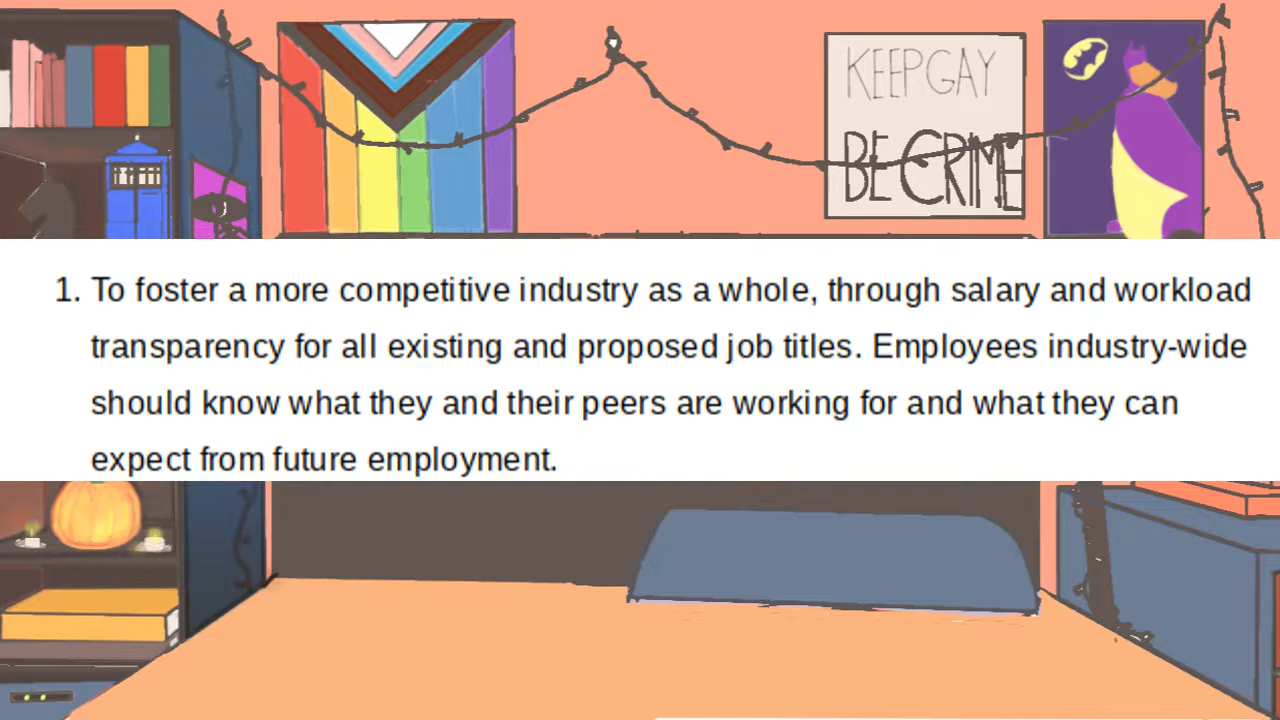 KEEP GAY
BE CRIME
1. To foster a more competitive industry as a whole, through salary and workload
transparency for all existing and proposed job titles. Employees industry-wide
should know what they and their peers are working for and what they can
expect from future employment.